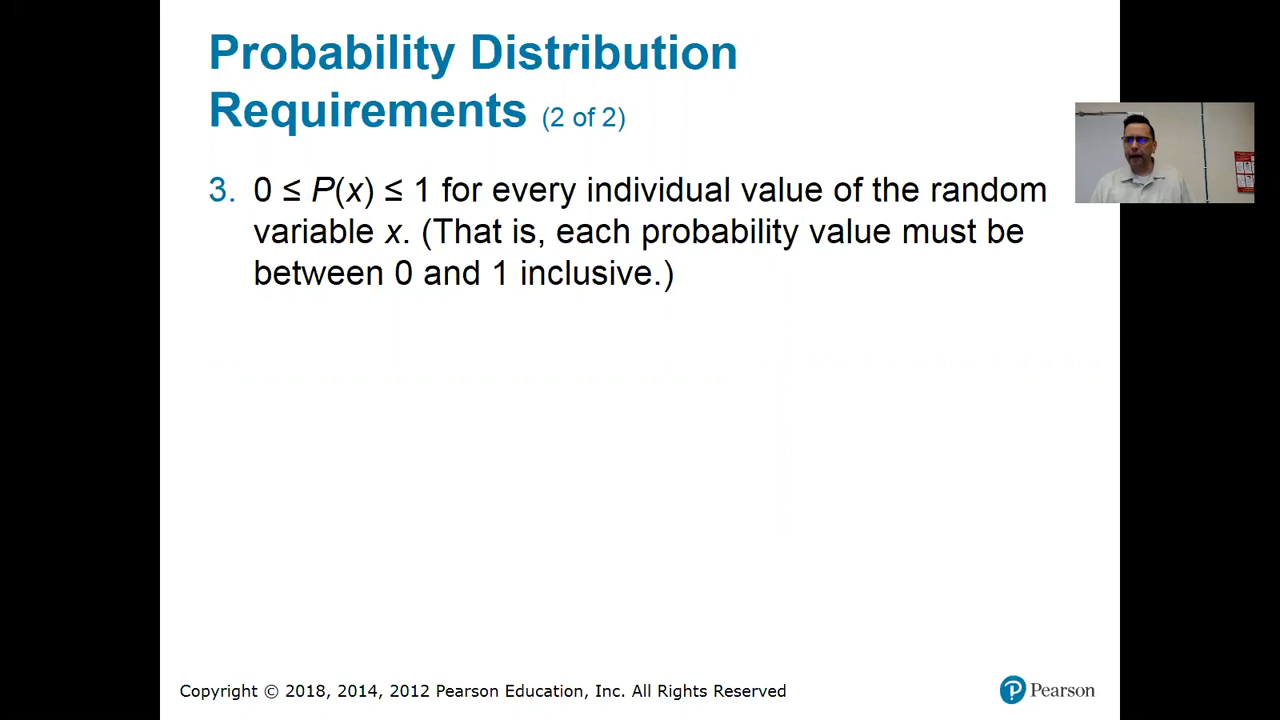 Probability Distribution
Requirements (2 of 2)
3. 0 ≤ P(x) ≤ 1 for every individual value of the random
variable x. (That is, each probability value must be
between 0 and 1 inclusive.)
Copyright © 2018, 2014, 2012 Pearson Education, Inc. All Rights Reserved
Pearson